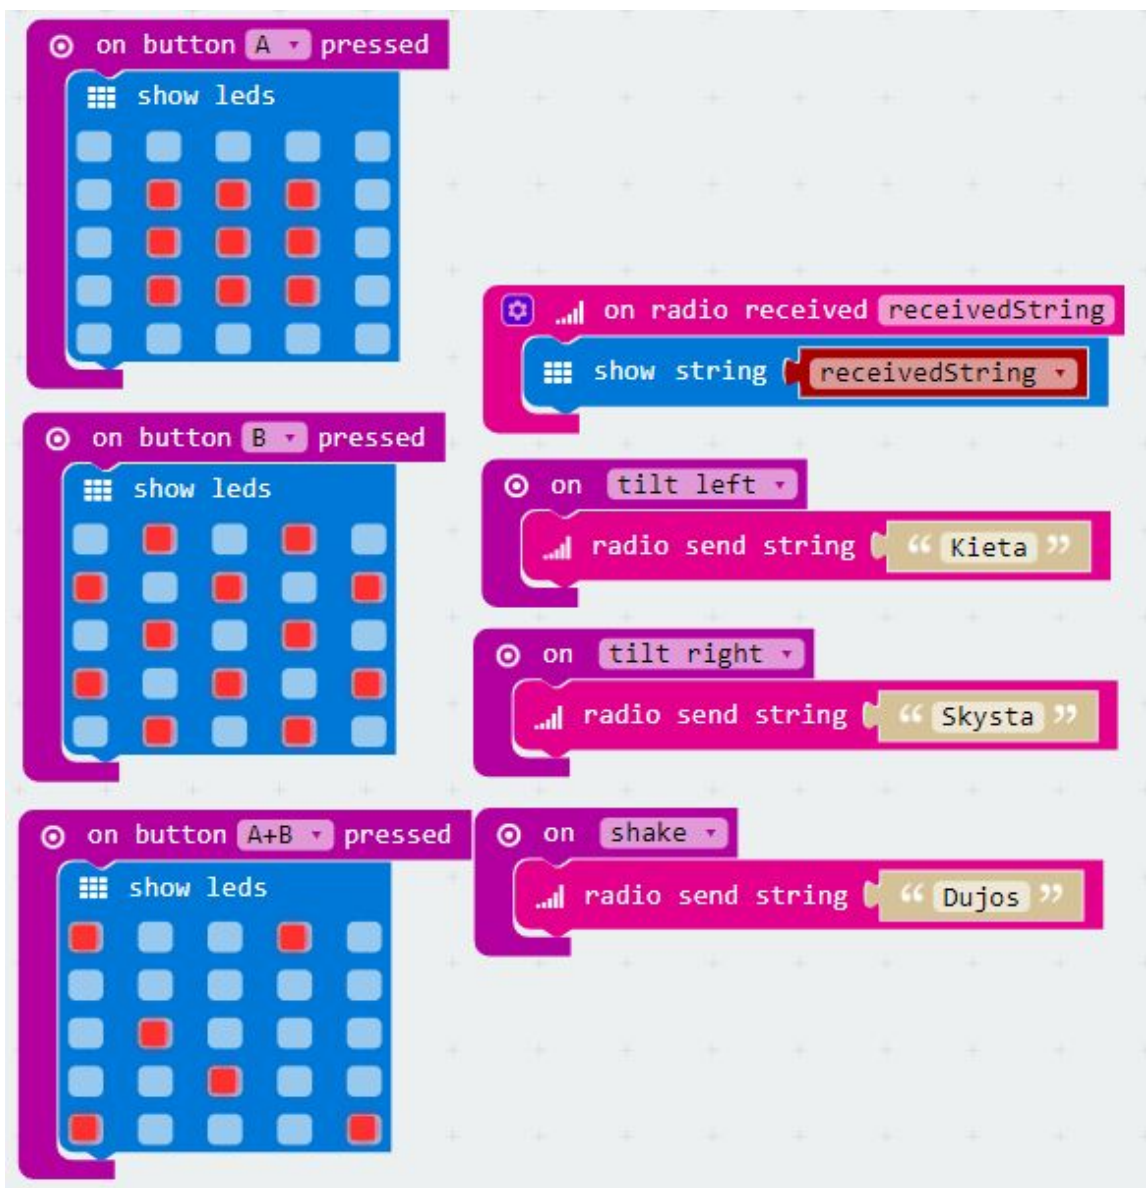 on button A pressed
show leds
on button B pressed
show leds
on button A+B pressed
show leds
on radio received receivedString
show string receivedString
on tilt left
radio send string “ Kieta ”
on tilt right
radio send string “ Skysta ”
on shake
radio send string “ Dujos ”